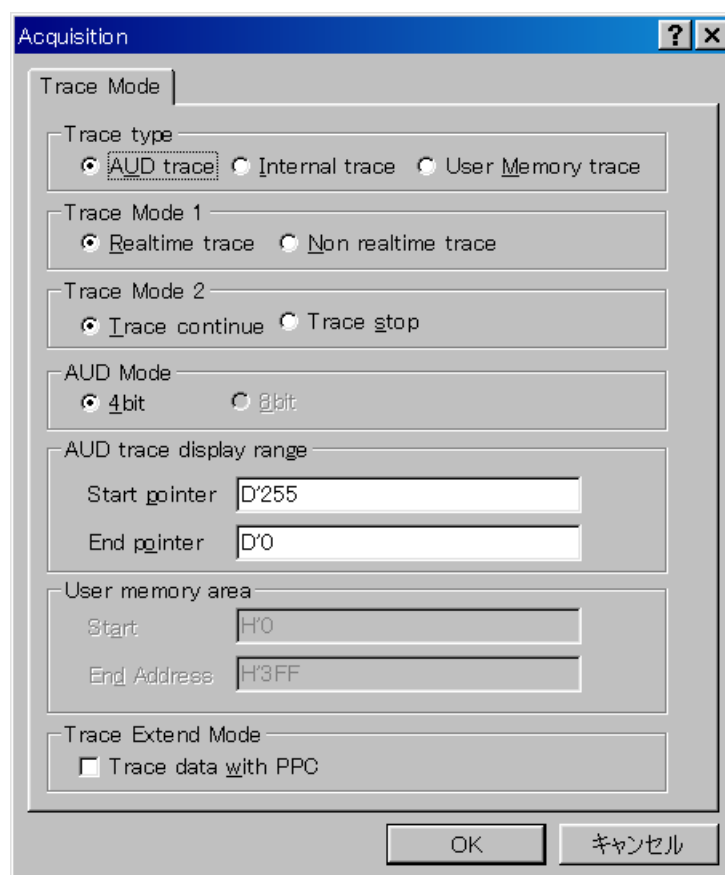 Acquisition
Trace Mode
Trace type
AUD trace Internal trace User Memory trace
Trace Mode 1
Realtime trace Non realtime trace
Trace Mode 2
Trace continue Trace stop
AUD Mode
4bit 8bit
AUD trace display range
Start pointer D'255
End pointer D'0
User memory area
Start H'0
End Address H'3FF
Trace Extend Mode
Trace data with PPC
OK キャンセル